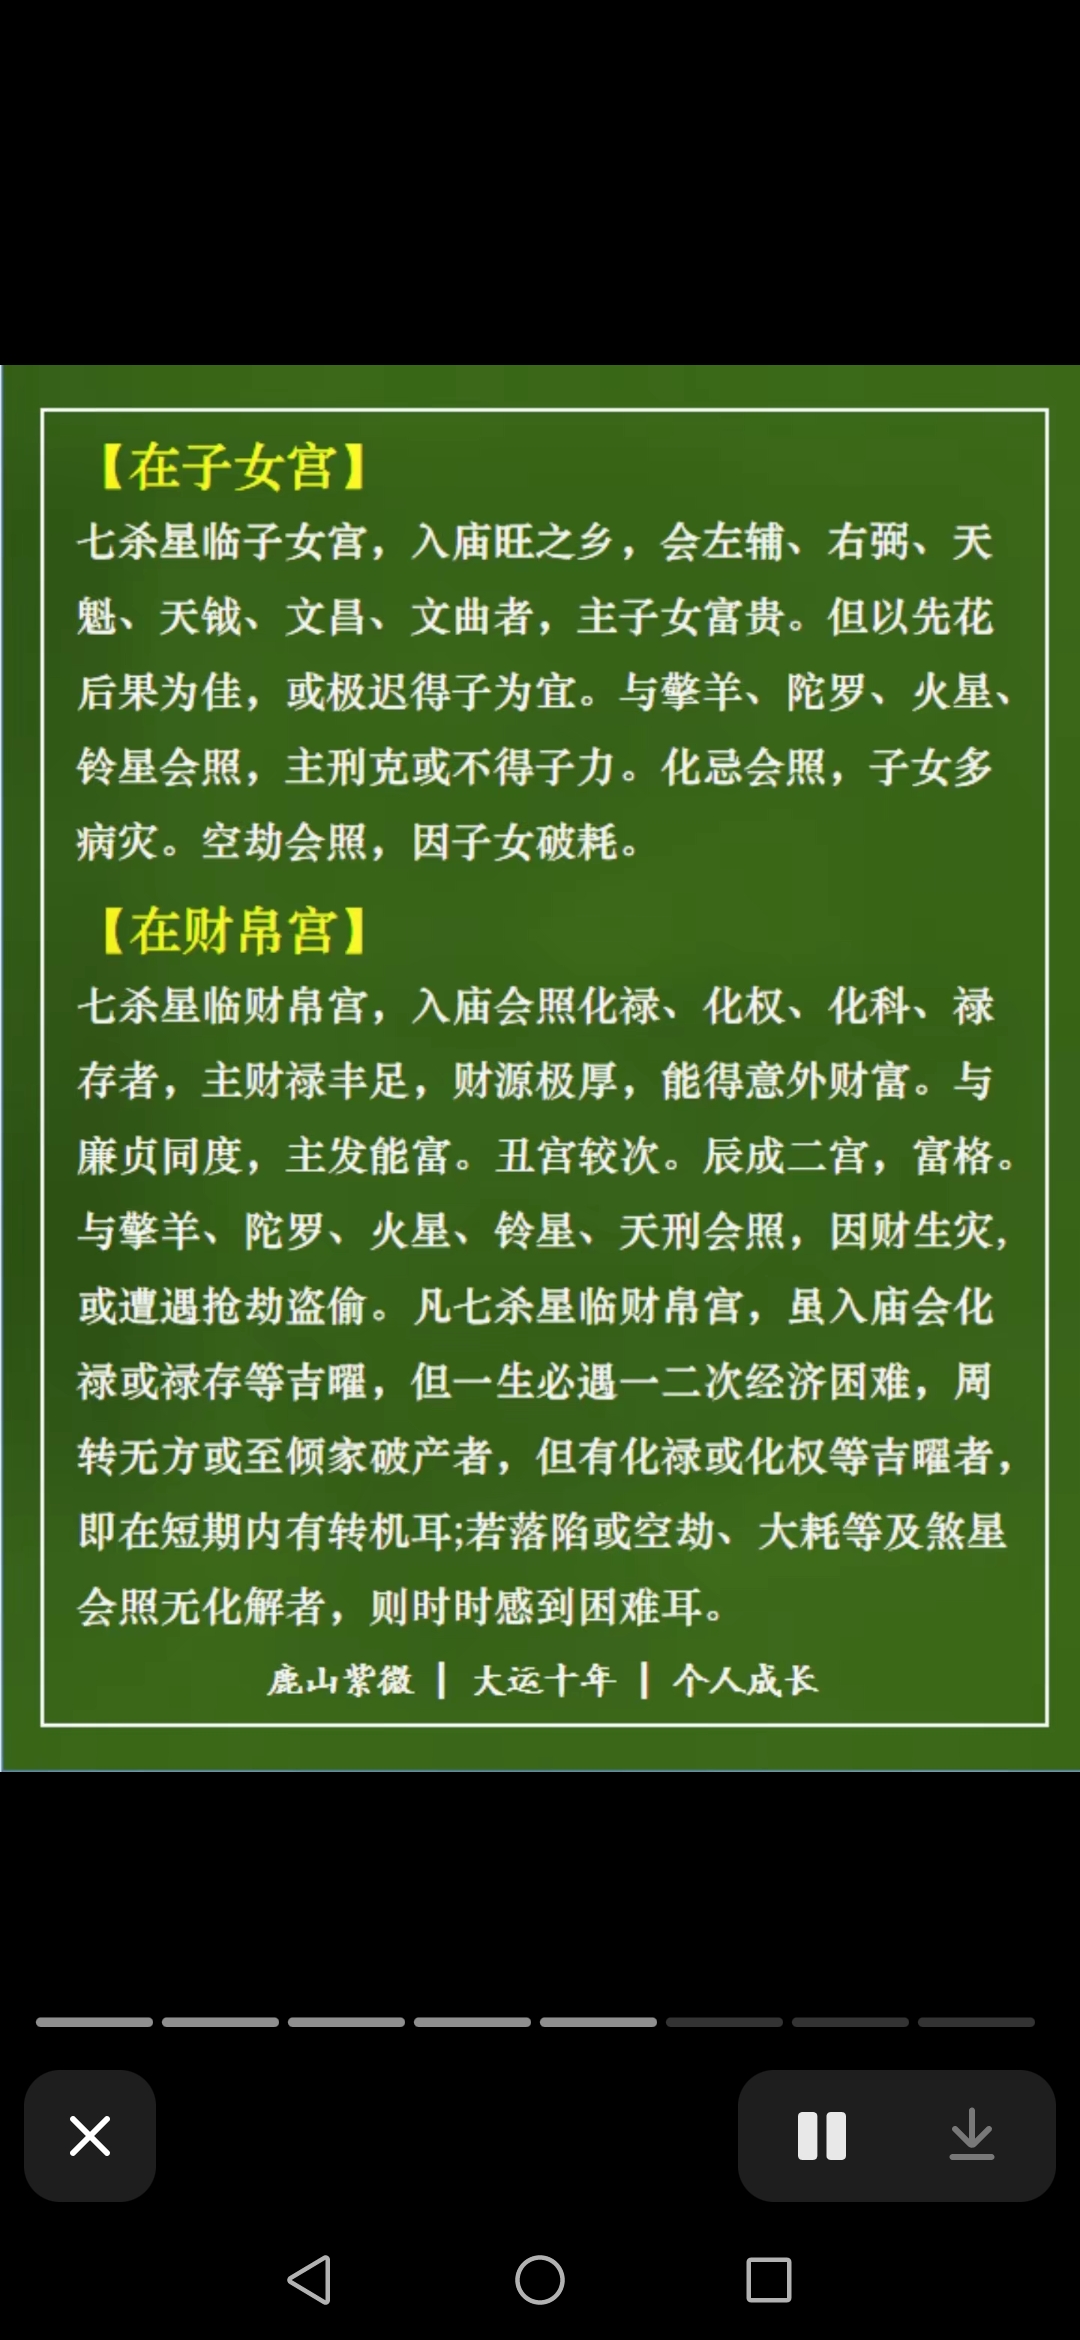 【在子女宫】
七杀星临子女宫，入庙旺之乡，会左辅、右弼、天
魁、天钺、文昌、文曲者，主子女富贵。但以先花
后果为佳，或极迟得子为宜。与擎羊、陀罗、火星、
铃星会照，主刑克或不得子力。化忌会照，子女多
病灾。空劫会照，因子女破耗。
【在财帛宫】
七杀星临财帛宫，入庙会照化禄、化权、化科、禄
存者，主财禄丰足，财源极厚，能得意外财富。与
廉贞同度，主发能富。丑宫较次。辰成二宫，富格。
与擎羊、陀罗、火星、铃星、天刑会照，因财生灾,
或遭遇抢劫盗偷。凡七杀星临财帛宫，虽入庙会化
禄或禄存等吉曜，但一生必遇一二次经济困难，周
转无方或至倾家破产者，但有化禄或化权等吉曜者，
即在短期内有转机耳;若落陷或空劫、大耗等及煞星
会照无化解者，则时时感到困难耳。
鹿山紫微 | 大运十年 | 个人成长